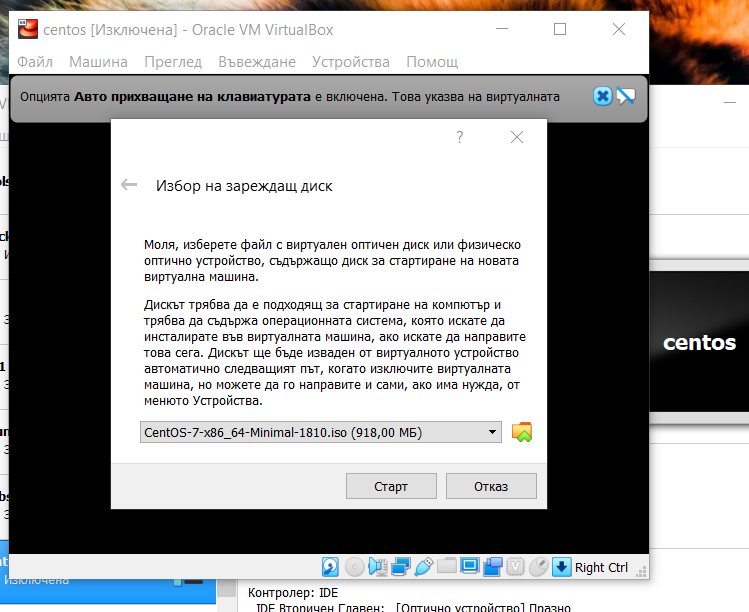 centos [Изключена] - Oracle VM VirtualBox
Файл Машина Преглед Въвеждане Устройства Помощ
Опцията Авто прихващане на клавиатурата е включена. Това указва на виртуалната
?
Избор на зареждащ диск
Моля, изберете файл с виртуален оптичен диск или физическо
оптично устройство, съдържащо диск за стартиране на новата
виртуална машина.
Дискът трябва да е подходящ за стартиране на компютър и
трябва да съдържа операционната система, която искате да
инсталирате във виртуалната машина, ако искате да направите
това сега. Дискът ще бъде изваден от виртуалното устройство
автоматично следващият път, когато изключите виртуалната
машина, но можете да го направите и сами, ако има нужда, от
менюто Устройства.
centos
CentOS-7-x86_64-Minimal-1810.iso (918,00 МБ)
Старт Отказ
Right Ctrl
Изключена
Контролер: IDE
IDE Вторичен Главен: [Оптично устройство] Празно